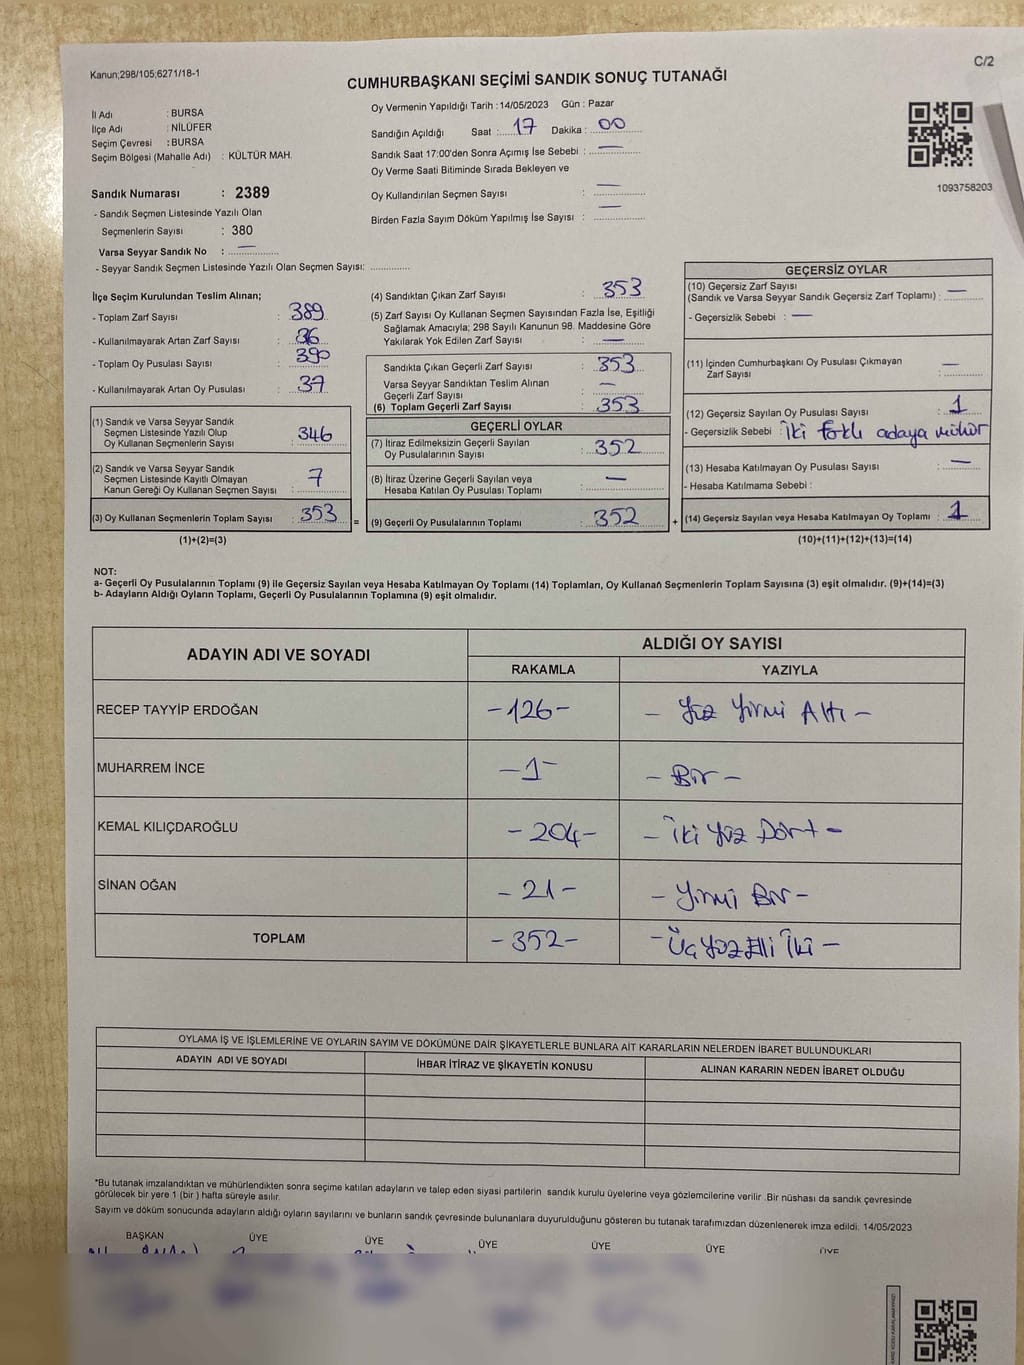 Kanun;298/105;6271/18-1
C/2
CUMHURBAŞKANI SEÇİMİ SANDIK SONUÇ TUTANAĞI
İl Adı : BURSA
İlçe Adı : NİLÜFER
Seçim Çevresi : BURSA
Seçim Bölgesi (Mahalle Adı) : KÜLTÜR MAH.
Oy Vermenin Yapıldığı Tarih :14/05/2023 Gün : Pazar
Sandığın Açıldığı Saat : 17 Dakika : 00
Sandık Saat 17:00'den Sonra Açımış İse Sebebi : —
Oy Verme Saati Bitiminde Sırada Bekleyen ve
Oy Kullandırılan Seçmen Sayısı : —
Birden Fazla Sayım Döküm Yapılmış İse Sayısı : —
1093758203
Sandık Numarası : 2389
- Sandık Seçmen Listesinde Yazılı Olan
Seçmenlerin Sayısı : 380
Varsa Seyyar Sandık No : —
- Seyyar Sandık Seçmen Listesinde Yazılı Olan Seçmen Sayısı:
İlçe Seçim Kurulundan Teslim Alınan;
- Toplam Zarf Sayısı : 389
- Kullanılmayarak Artan Zarf Sayısı : 36
- Toplam Oy Pusulası Sayısı : 390
- Kullanılmayarak Artan Oy Pusulası : 37
(1) Sandık ve Varsa Seyyar Sandık
Seçmen Listesinde Yazılı Olup
Oy Kullanan Seçmenlerin Sayısı : 346
(2) Sandık ve Varsa Seyyar Sandık
Seçmen Listesinde Kayıtlı Olmayan
Kanun Gereği Oy Kullanan Seçmen Sayısı : 7
(3) Oy Kullanan Seçmenlerin Toplam Sayısı : 353
(1)+(2)=(3)
(4) Sandıktan Çıkan Zarf Sayısı : 353
(5) Zarf Sayısı Oy Kullanan Seçmen Sayısından Fazla İse, Eşitliği
Sağlamak Amacıyla; 298 Sayılı Kanunun 98. Maddesine Göre
Yakılarak Yok Edilen Zarf Sayısı : —
Sandıkta Çıkan Geçerli Zarf Sayısı : 353
Varsa Seyyar Sandıktan Teslim Alınan
Geçerli Zarf Sayısı : —
(6) Toplam Geçerli Zarf Sayısı : 353
GEÇERLİ OYLAR
(7) İtiraz Edilmeksizin Geçerli Sayılan
Oy Pusulalarının Sayısı : 352
(8) İtiraz Üzerine Geçerli Sayılan veya
Hesaba Katılan Oy Pusulası Toplamı : —
= (9) Geçerli Oy Pusulalarının Toplamı : 352 +
GEÇERSİZ OYLAR
(10) Geçersiz Zarf Sayısı
(Sandık ve Varsa Seyyar Sandık Geçersiz Zarf Toplamı) : —
- Geçersizlik Sebebi : —
(11) İçinden Cumhurbaşkanı Oy Pusulası Çıkmayan
Zarf Sayısı : —
(12) Geçersiz Sayılan Oy Pusulası Sayısı : 1
- Geçersizlik Sebebi : İki farklı adaya mühür
(13) Hesaba Katılmayan Oy Pusulası Sayısı : —
- Hesaba Katılmama Sebebi :
(14) Geçersiz Sayılan veya Hesaba Katılmayan Oy Toplamı : 1
(10)+(11)+(12)+(13)=(14)
NOT:
a- Geçerli Oy Pusulalarının Toplamı (9) ile Geçersiz Sayılan veya Hesaba Katılmayan Oy Toplamı (14) Toplamları, Oy Kullanan Seçmenlerin Toplam Sayısına (3) eşit olmalıdır. (9)+(14)=(3)
b- Adayların Aldığı Oyların Toplamı, Geçerli Oy Pusulalarının Toplamına (9) eşit olmalıdır.
ADAYIN ADI VE SOYADI
ALDIĞI OY SAYISI
RAKAMLA YAZIYLA
RECEP TAYYİP ERDOĞAN -126- - Yüz Yirmi Altı -
MUHARREM İNCE -1- - Bir -
KEMAL KILIÇDAROĞLU -204- - İki Yüz Dört -
SİNAN OĞAN -21- - Yirmi Bir -
TOPLAM -352- - Üç Yüz Elli İki -
OYLAMA İŞ VE İŞLEMLERİNE VE OYLARIN SAYIM VE DÖKÜMÜNE DAİR ŞİKAYETLERLE BUNLARA AİT KARARLARIN NELERDEN İBARET BULUNDUKLARI
ADAYIN ADI VE SOYADI İHBAR İTİRAZ VE ŞİKAYETİN KONUSU ALINAN KARARIN NEDEN İBARET OLDUĞU
*Bu tutanak imzalandıktan ve mühürlendikten sonra seçime katılan adayların ve talep eden siyasi partilerin sandık kurulu üyelerine veya gözlemcilerine verilir .Bir nüshası da sandık çevresinde
görülecek bir yere 1 (bir ) hafta süreyle asılır.
Sayım ve döküm sonucunda adayların aldığı oyların sayılarını ve bunların sandık çevresinde bulunanlara duyurulduğunu gösteren bu tutanak tarafımızdan düzenlenerek imza edildi. 14/05/2023
BAŞKAN ÜYE ÜYE ÜYE ÜYE ÜYE ÜYE